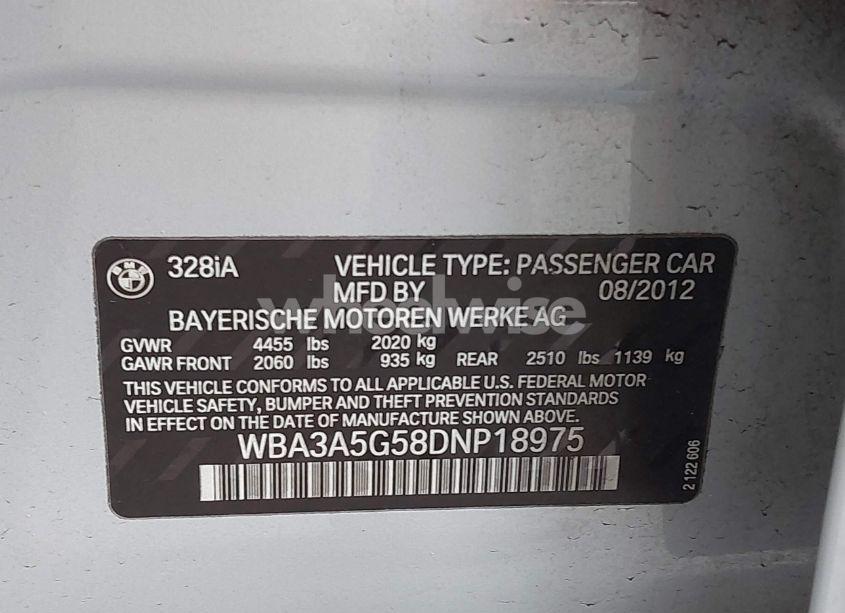 BMW
328iA VEHICLE TYPE: PASSENGER CAR
MFD BY 08/2012
wheelwise
BAYERISCHE MOTOREN WERKE AG
GVWR 4455 lbs 2020 kg
GAWR FRONT 2060 lbs 935 kg REAR 2510 lbs 1139 kg
THIS VEHICLE CONFORMS TO ALL APPLICABLE U.S. FEDERAL MOTOR
VEHICLE SAFETY, BUMPER AND THEFT PREVENTION STANDARDS
IN EFFECT ON THE DATE OF MANUFACTURE SHOWN ABOVE.
WBA3A5G58DNP18975
2 122 606